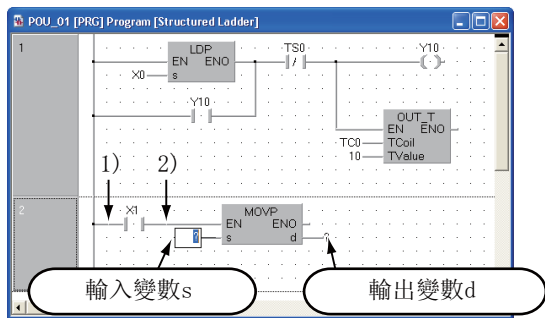 POU_01 [PRG] Program [Structured Ladder]
1
LDP
EN ENO
X0 s
TS0
Y10
Y10
OUT_T
EN ENO
TC0 TCoil
10 TValue
1) 2)
2
X1
MOVP
EN ENO
? s d ?
輸入變數s
輸出變數d